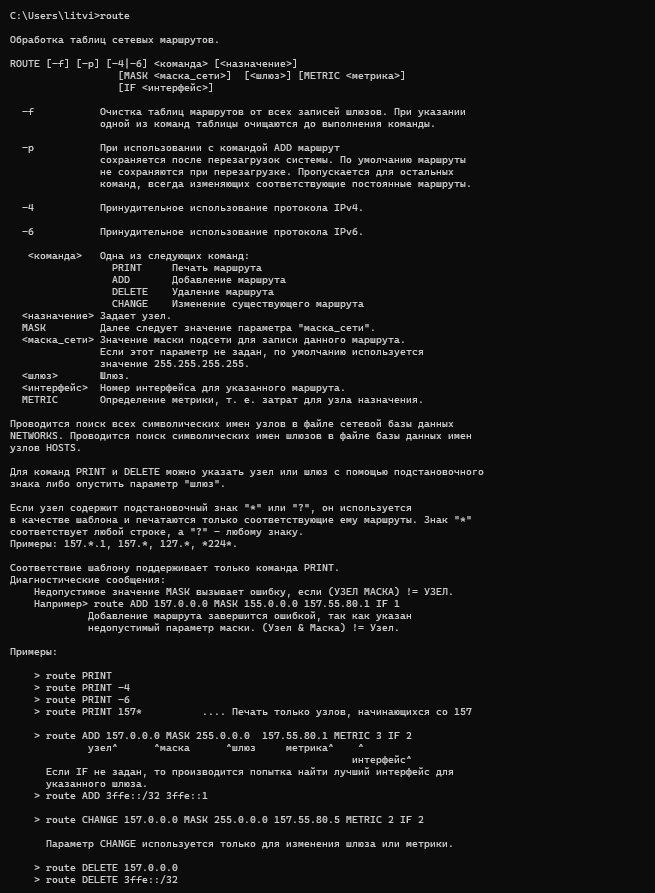 C:\Users\litvi>route
Обработка таблиц сетевых маршрутов.
ROUTE [-f] [-p] [-4|-6] <команда> [<назначение>]
[MASK <маска_сети>]  [<шлюз>] [METRIC <метрика>]
[IF <интерфейс>]
-f           Очистка таблиц маршрутов от всех записей шлюзов. При указании
одной из команд таблицы очищаются до выполнения команды.
-p           При использовании с командой ADD маршрут
сохраняется после перезагрузок системы. По умолчанию маршруты
не сохраняются при перезагрузке. Пропускается для остальных
команд, всегда изменяющих соответствующие постоянные маршруты.
-4           Принудительное использование протокола IPv4.
-6           Принудительное использование протокола IPv6.
<команда>   Одна из следующих команд:
PRINT     Печать маршрута
ADD       Добавление маршрута
DELETE    Удаление маршрута
CHANGE    Изменение существующего маршрута
<назначение> Задает узел.
MASK         Далее следует значение параметра "маска_сети".
<маска_сети> Значение маски подсети для записи данного маршрута.
Если этот параметр не задан, по умолчанию используется
значение 255.255.255.255.
<шлюз>       Шлюз.
<интерфейс>  Номер интерфейса для указанного маршрута.
METRIC       Определение метрики, т. е. затрат для узла назначения.
Проводится поиск всех символических имен узлов в файле сетевой базы данных
NETWORKS. Проводится поиск символических имен шлюзов в файле базы данных имен
узлов HOSTS.
Для команд PRINT и DELETE можно указать узел или шлюз с помощью подстановочного
знака либо опустить параметр "шлюз".
Если узел содержит подстановочный знак "*" или "?", он используется
в качестве шаблона и печатаются только соответствующие ему маршруты. Знак "*"
соответствует любой строке, а "?" - любому знаку.
Примеры: 157.*.1, 157.*, 127.*, *224*.
Соответствие шаблону поддерживает только команда PRINT.
Диагностические сообщения:
Недопустимое значение MASK вызывает ошибку, если (УЗЕЛ МАСКА) != УЗЕЛ.
Например> route ADD 157.0.0.0 MASK 155.0.0.0 157.55.80.1 IF 1
Добавление маршрута завершится ошибкой, так как указан
недопустимый параметр маски. (Узел & Маска) != Узел.
Примеры:
> route PRINT
> route PRINT -4
> route PRINT -6
> route PRINT 157*          .... Печать только узлов, начинающихся со 157
> route ADD 157.0.0.0 MASK 255.0.0.0  157.55.80.1 METRIC 3 IF 2
узел^      ^маска      ^шлюз     метрика^    ^
интерфейс^
Если IF не задан, то производится попытка найти лучший интерфейс для
указанного шлюза.
> route ADD 3ffe::/32 3ffe::1
> route CHANGE 157.0.0.0 MASK 255.0.0.0 157.55.80.5 METRIC 2 IF 2
Параметр CHANGE используется только для изменения шлюза или метрики.
> route DELETE 157.0.0.0
> route DELETE 3ffe::/32